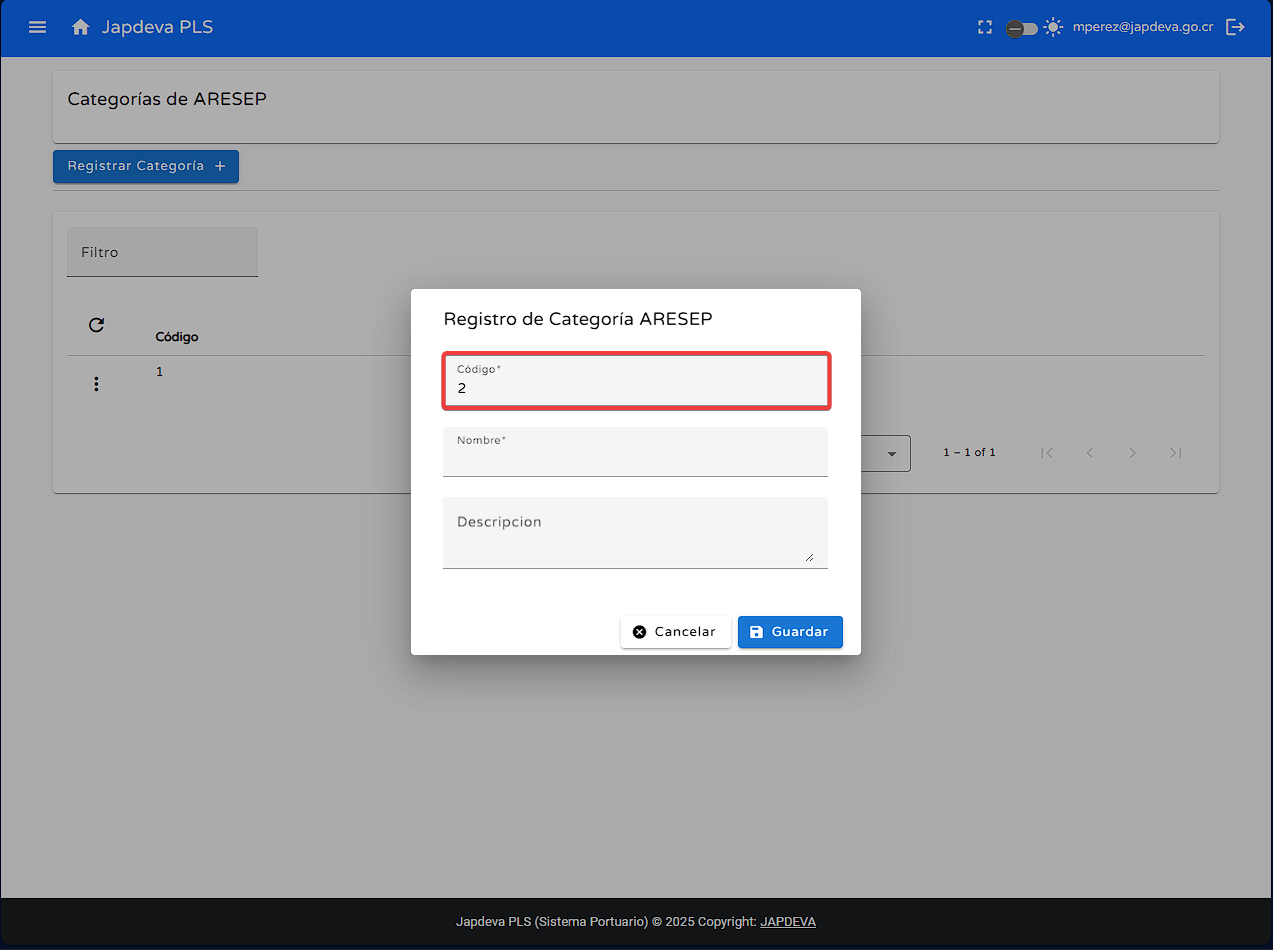 Japdeva PLS
mperez@japdeva.go.cr
Categorías de ARESEP
Registrar Categoría +
Filtro
Código
1
1 – 1 of 1
Registro de Categoría ARESEP
Código*
2
Nombre*
Descripcion
Cancelar
Guardar
Japdeva PLS (Sistema Portuario) © 2025 Copyright: JAPDEVA